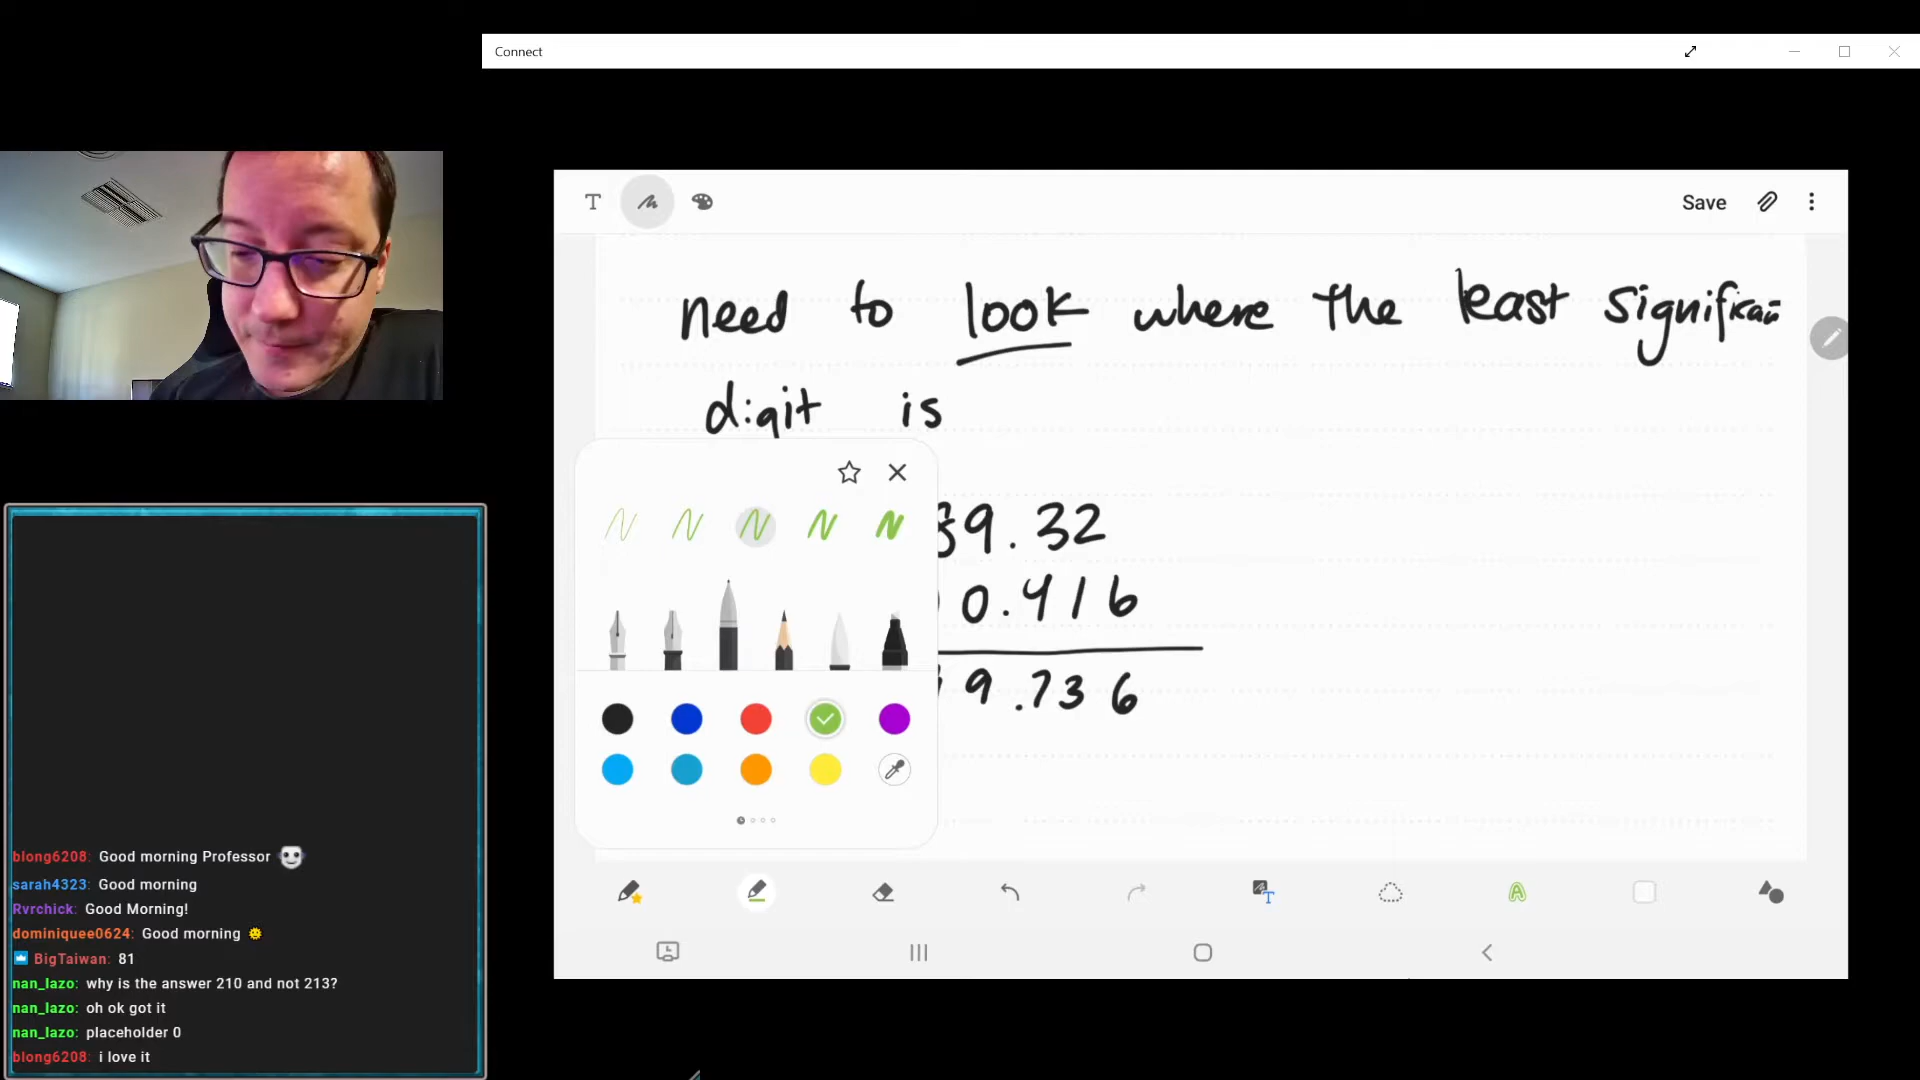 Connect
T
Save
need to look where the least significan
digit is
9.32
0.416
9.736
blong6208: Good morning Professor
sarah4323: Good morning
Rvrchick: Good Morning!
dominiquee0624: Good morning
BigTaiwan: 81
nan_lazo: why is the answer 210 and not 213?
nan_lazo: oh ok got it
nan_lazo: placeholder 0
blong6208: i love it